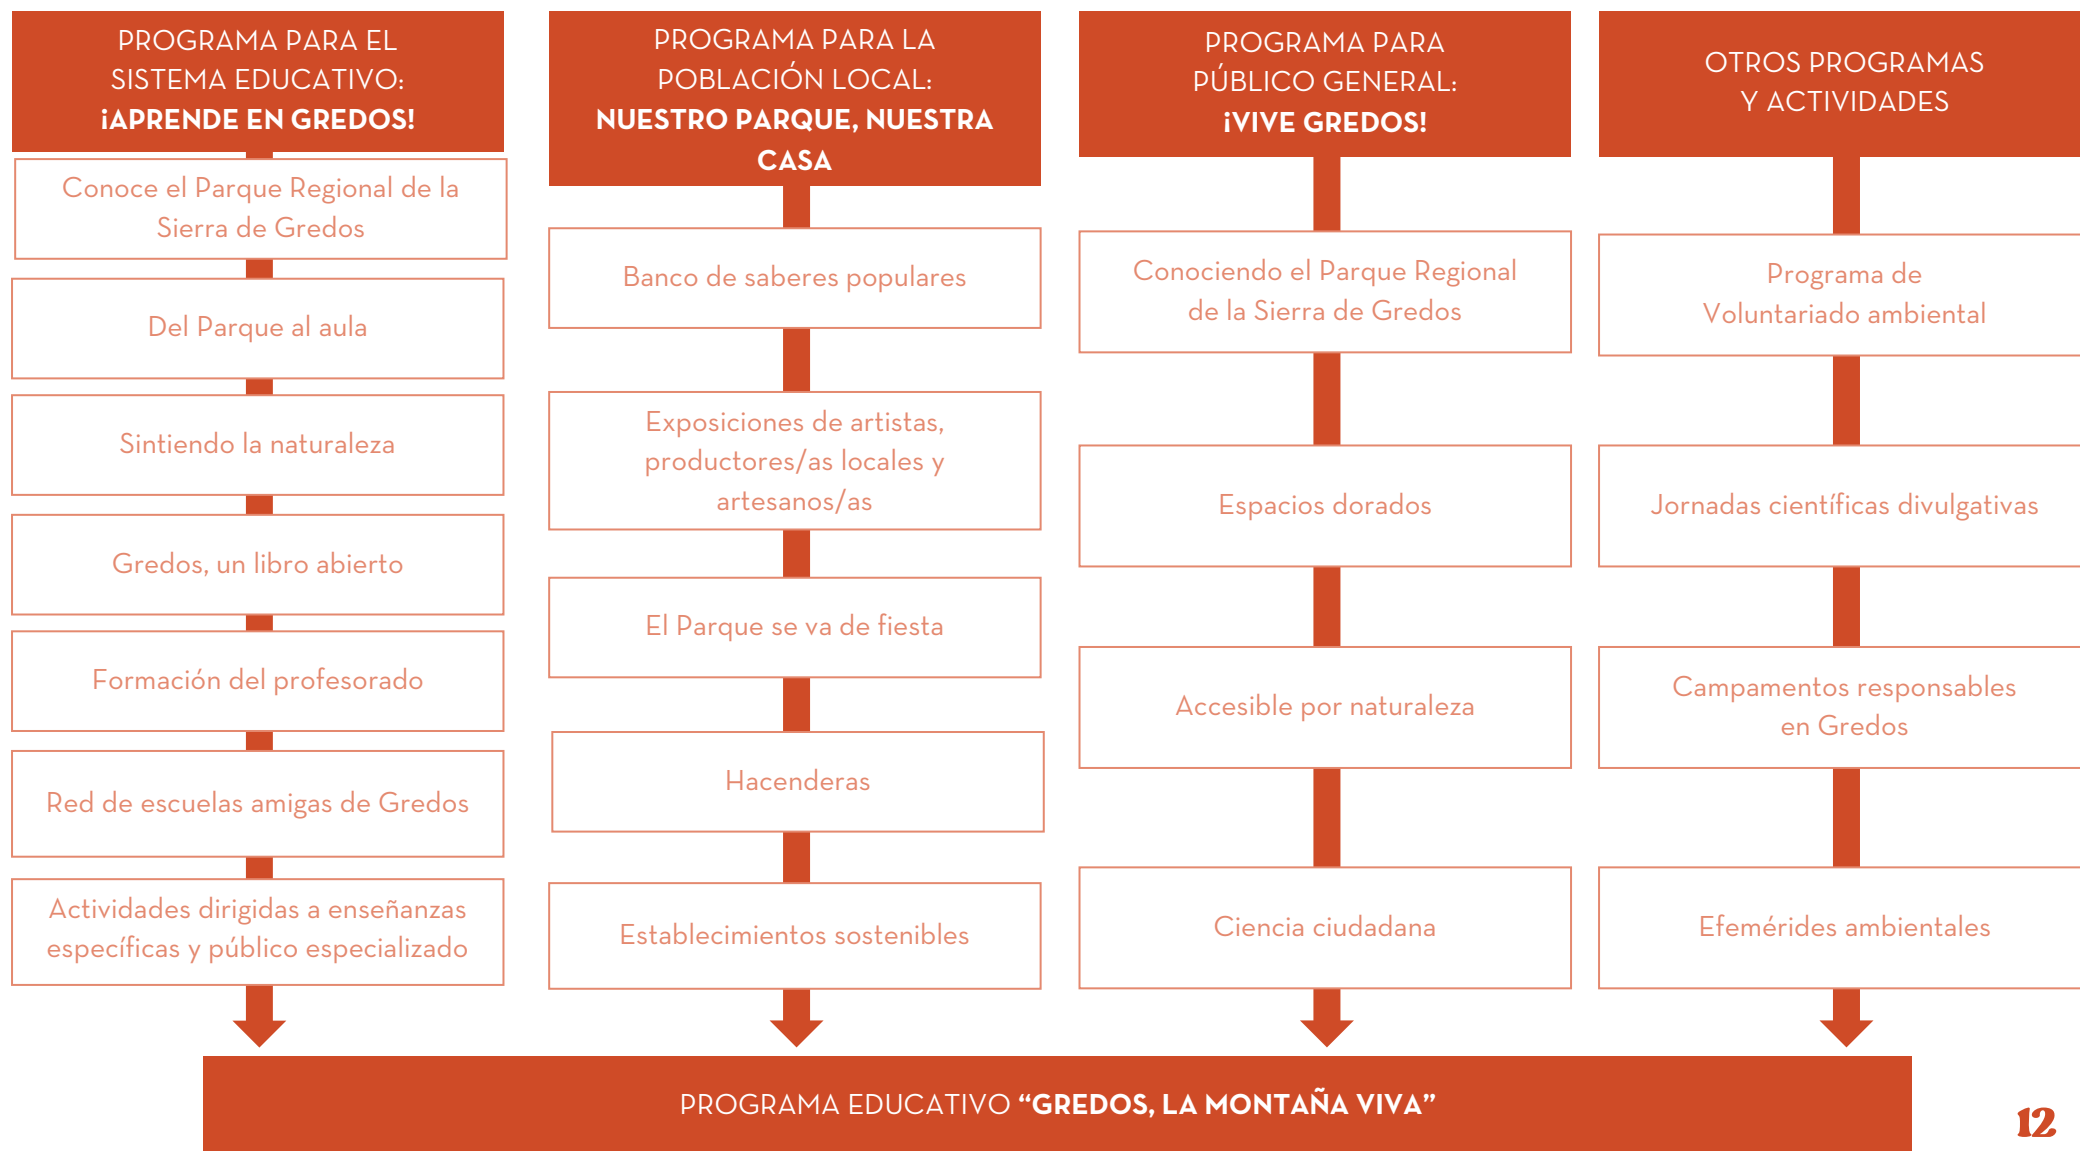 PROGRAMA PARA EL
SISTEMA EDUCATIVO:
¡APRENDE EN GREDOS!
Conoce el Parque Regional de la
Sierra de Gredos
Del Parque al aula
Sintiendo la naturaleza
Gredos, un libro abierto
Formación del profesorado
Red de escuelas amigas de Gredos
Actividades dirigidas a enseñanzas
específicas y público especializado
PROGRAMA PARA LA
POBLACIÓN LOCAL:
NUESTRO PARQUE, NUESTRA
CASA
Banco de saberes populares
Exposiciones de artistas,
productores/as locales y
artesanos/as
El Parque se va de fiesta
Hacenderas
Establecimientos sostenibles
PROGRAMA PARA
PÚBLICO GENERAL:
¡VIVE GREDOS!
Conociendo el Parque Regional
de la Sierra de Gredos
Espacios dorados
Accesible por naturaleza
Ciencia ciudadana
OTROS PROGRAMAS
Y ACTIVIDADES
Programa de
Voluntariado ambiental
Jornadas científicas divulgativas
Campamentos responsables
en Gredos
Efemérides ambientales
PROGRAMA EDUCATIVO “GREDOS, LA MONTAÑA VIVA”
12